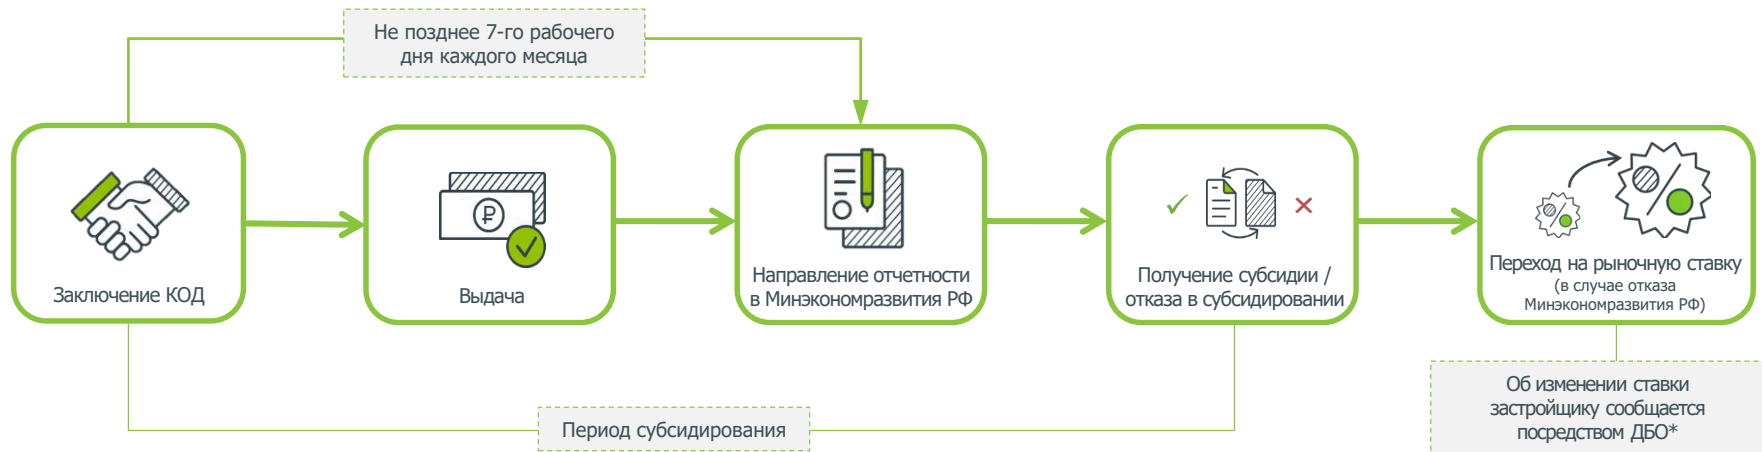 Не позднее 7-го рабочего
дня каждого месяца
Заключение КОД
Выдача
Направление отчетности
в Минэкономразвития РФ
Получение субсидии /
отказа в субсидировании
Переход на рыночную ставку
(в случае отказа
Минэкономразвития РФ)
Период субсидирования
Об изменении ставки
застройщику сообщается
посредством ДБО*